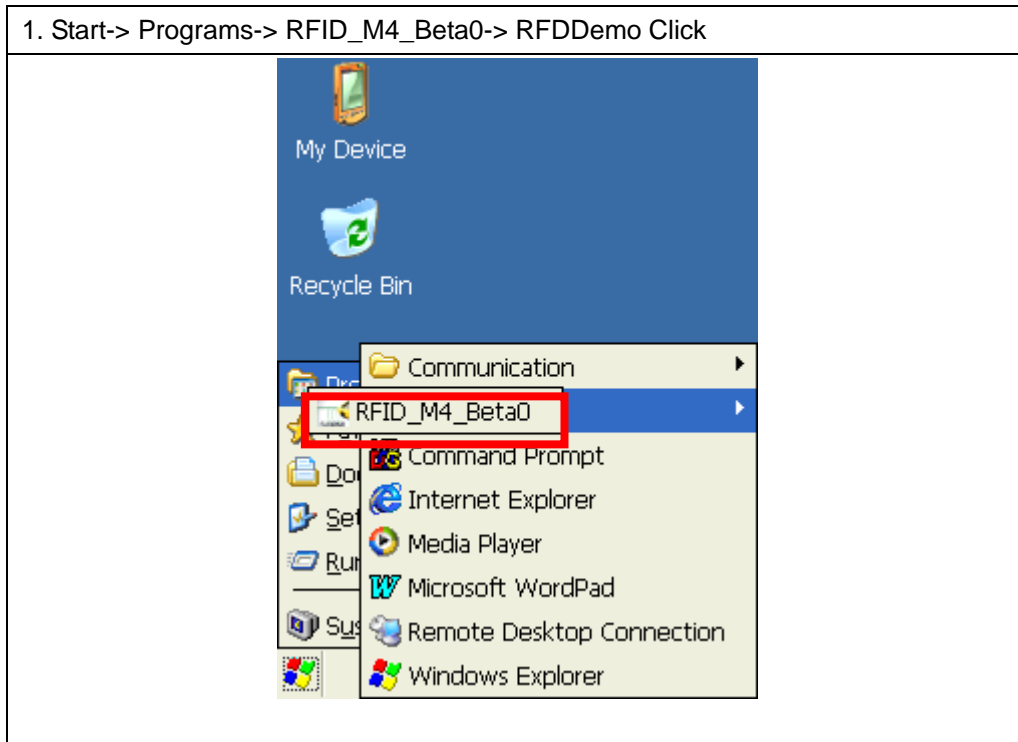 1. Start-> Programs-> RFID_M4_Beta0-> RFDDemo Click
My Device
Recycle Bin
Communication
RFID_M4_Beta0
Command Prompt
Internet Explorer
Media Player
Microsoft WordPad
Remote Desktop Connection
Windows Explorer